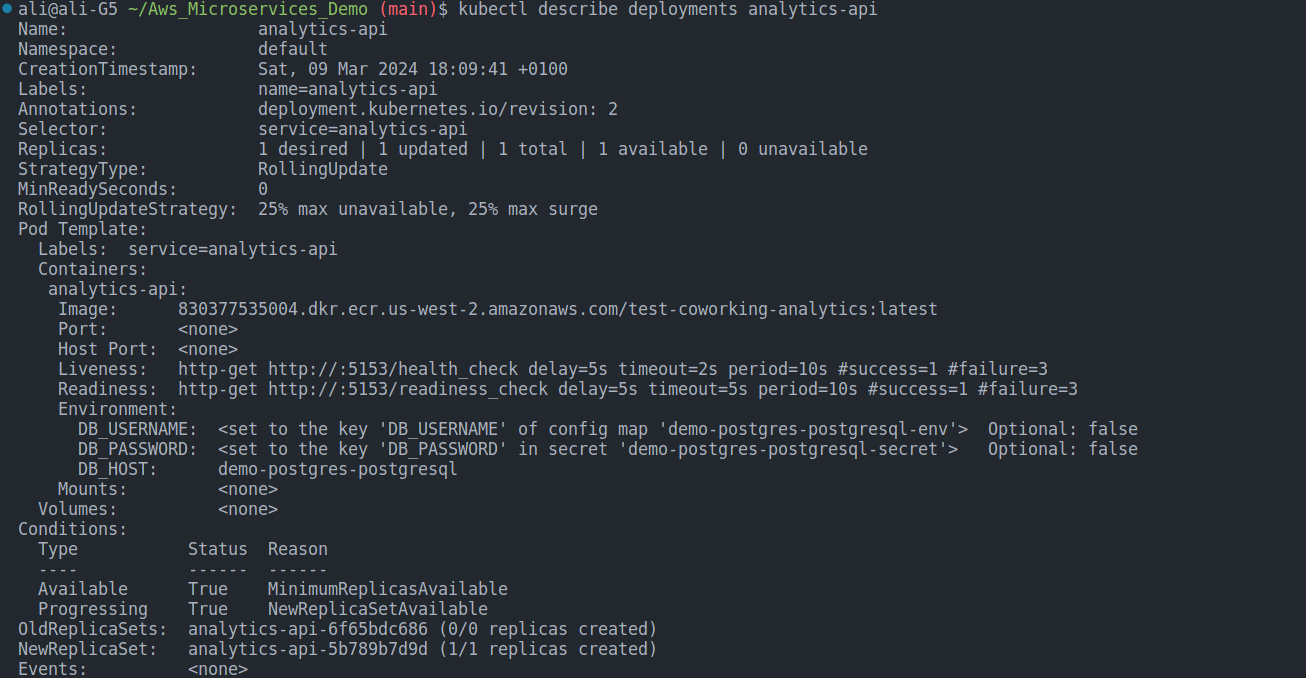 ali@ali-G5 ~/Aws_Microservices_Demo (main)$ kubectl describe deployments analytics-api
Name:                   analytics-api
Namespace:              default
CreationTimestamp:      Sat, 09 Mar 2024 18:09:41 +0100
Labels:                 name=analytics-api
Annotations:            deployment.kubernetes.io/revision: 2
Selector:               service=analytics-api
Replicas:               1 desired | 1 updated | 1 total | 1 available | 0 unavailable
StrategyType:           RollingUpdate
MinReadySeconds:        0
RollingUpdateStrategy:  25% max unavailable, 25% max surge
Pod Template:
  Labels:  service=analytics-api
  Containers:
   analytics-api:
    Image:      830377535004.dkr.ecr.us-west-2.amazonaws.com/test-coworking-analytics:latest
    Port:       <none>
    Host Port:  <none>
    Liveness:   http-get http://:5153/health_check delay=5s timeout=2s period=10s #success=1 #failure=3
    Readiness:  http-get http://:5153/readiness_check delay=5s timeout=5s period=10s #success=1 #failure=3
    Environment:
      DB_USERNAME:  <set to the key 'DB_USERNAME' of config map 'demo-postgres-postgresql-env'>  Optional: false
      DB_PASSWORD:  <set to the key 'DB_PASSWORD' in secret 'demo-postgres-postgresql-secret'>   Optional: false
      DB_HOST:      demo-postgres-postgresql
    Mounts:         <none>
  Volumes:          <none>
Conditions:
  Type           Status  Reason
  ----           ------  ------
  Available      True    MinimumReplicasAvailable
  Progressing    True    NewReplicaSetAvailable
OldReplicaSets:  analytics-api-6f65bdc686 (0/0 replicas created)
NewReplicaSet:   analytics-api-5b789b7d9d (1/1 replicas created)
Events:          <none>